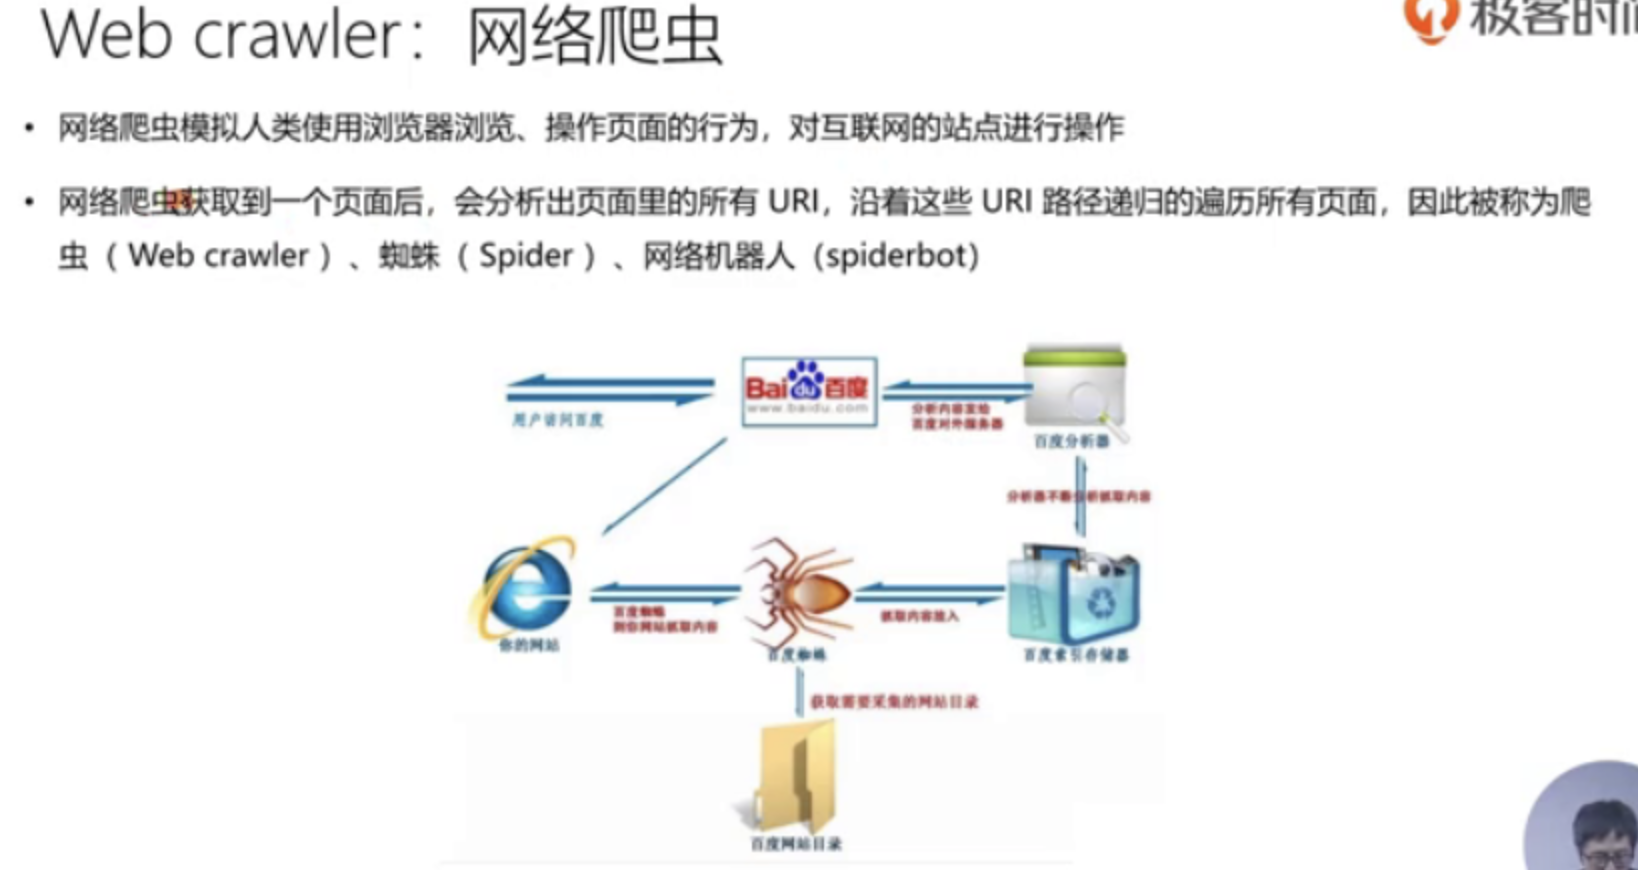 Web crawler：网络爬虫
极客时间
• 网络爬虫模拟人类使用浏览器浏览、操作页面的行为，对互联网的站点进行操作
• 网络爬虫获取到一个页面后，会分析出页面里的所有 URI，沿着这些 URI 路径递归的遍历所有页面，因此被称为爬
虫（ Web crawler ）、蜘蛛（ Spider ）、网络机器人（spiderbot）
Bai du 百度
www.baidu.com
用户访问百度
分析内容发给
百度对外服务器
百度分析器
分析器不断分析抓取内容
你的网站
百度蜘蛛
到你网站抓取内容
百度蜘蛛
抓取内容放入
百度索引存储器
获取需要采集的网站目录
百度网站目录